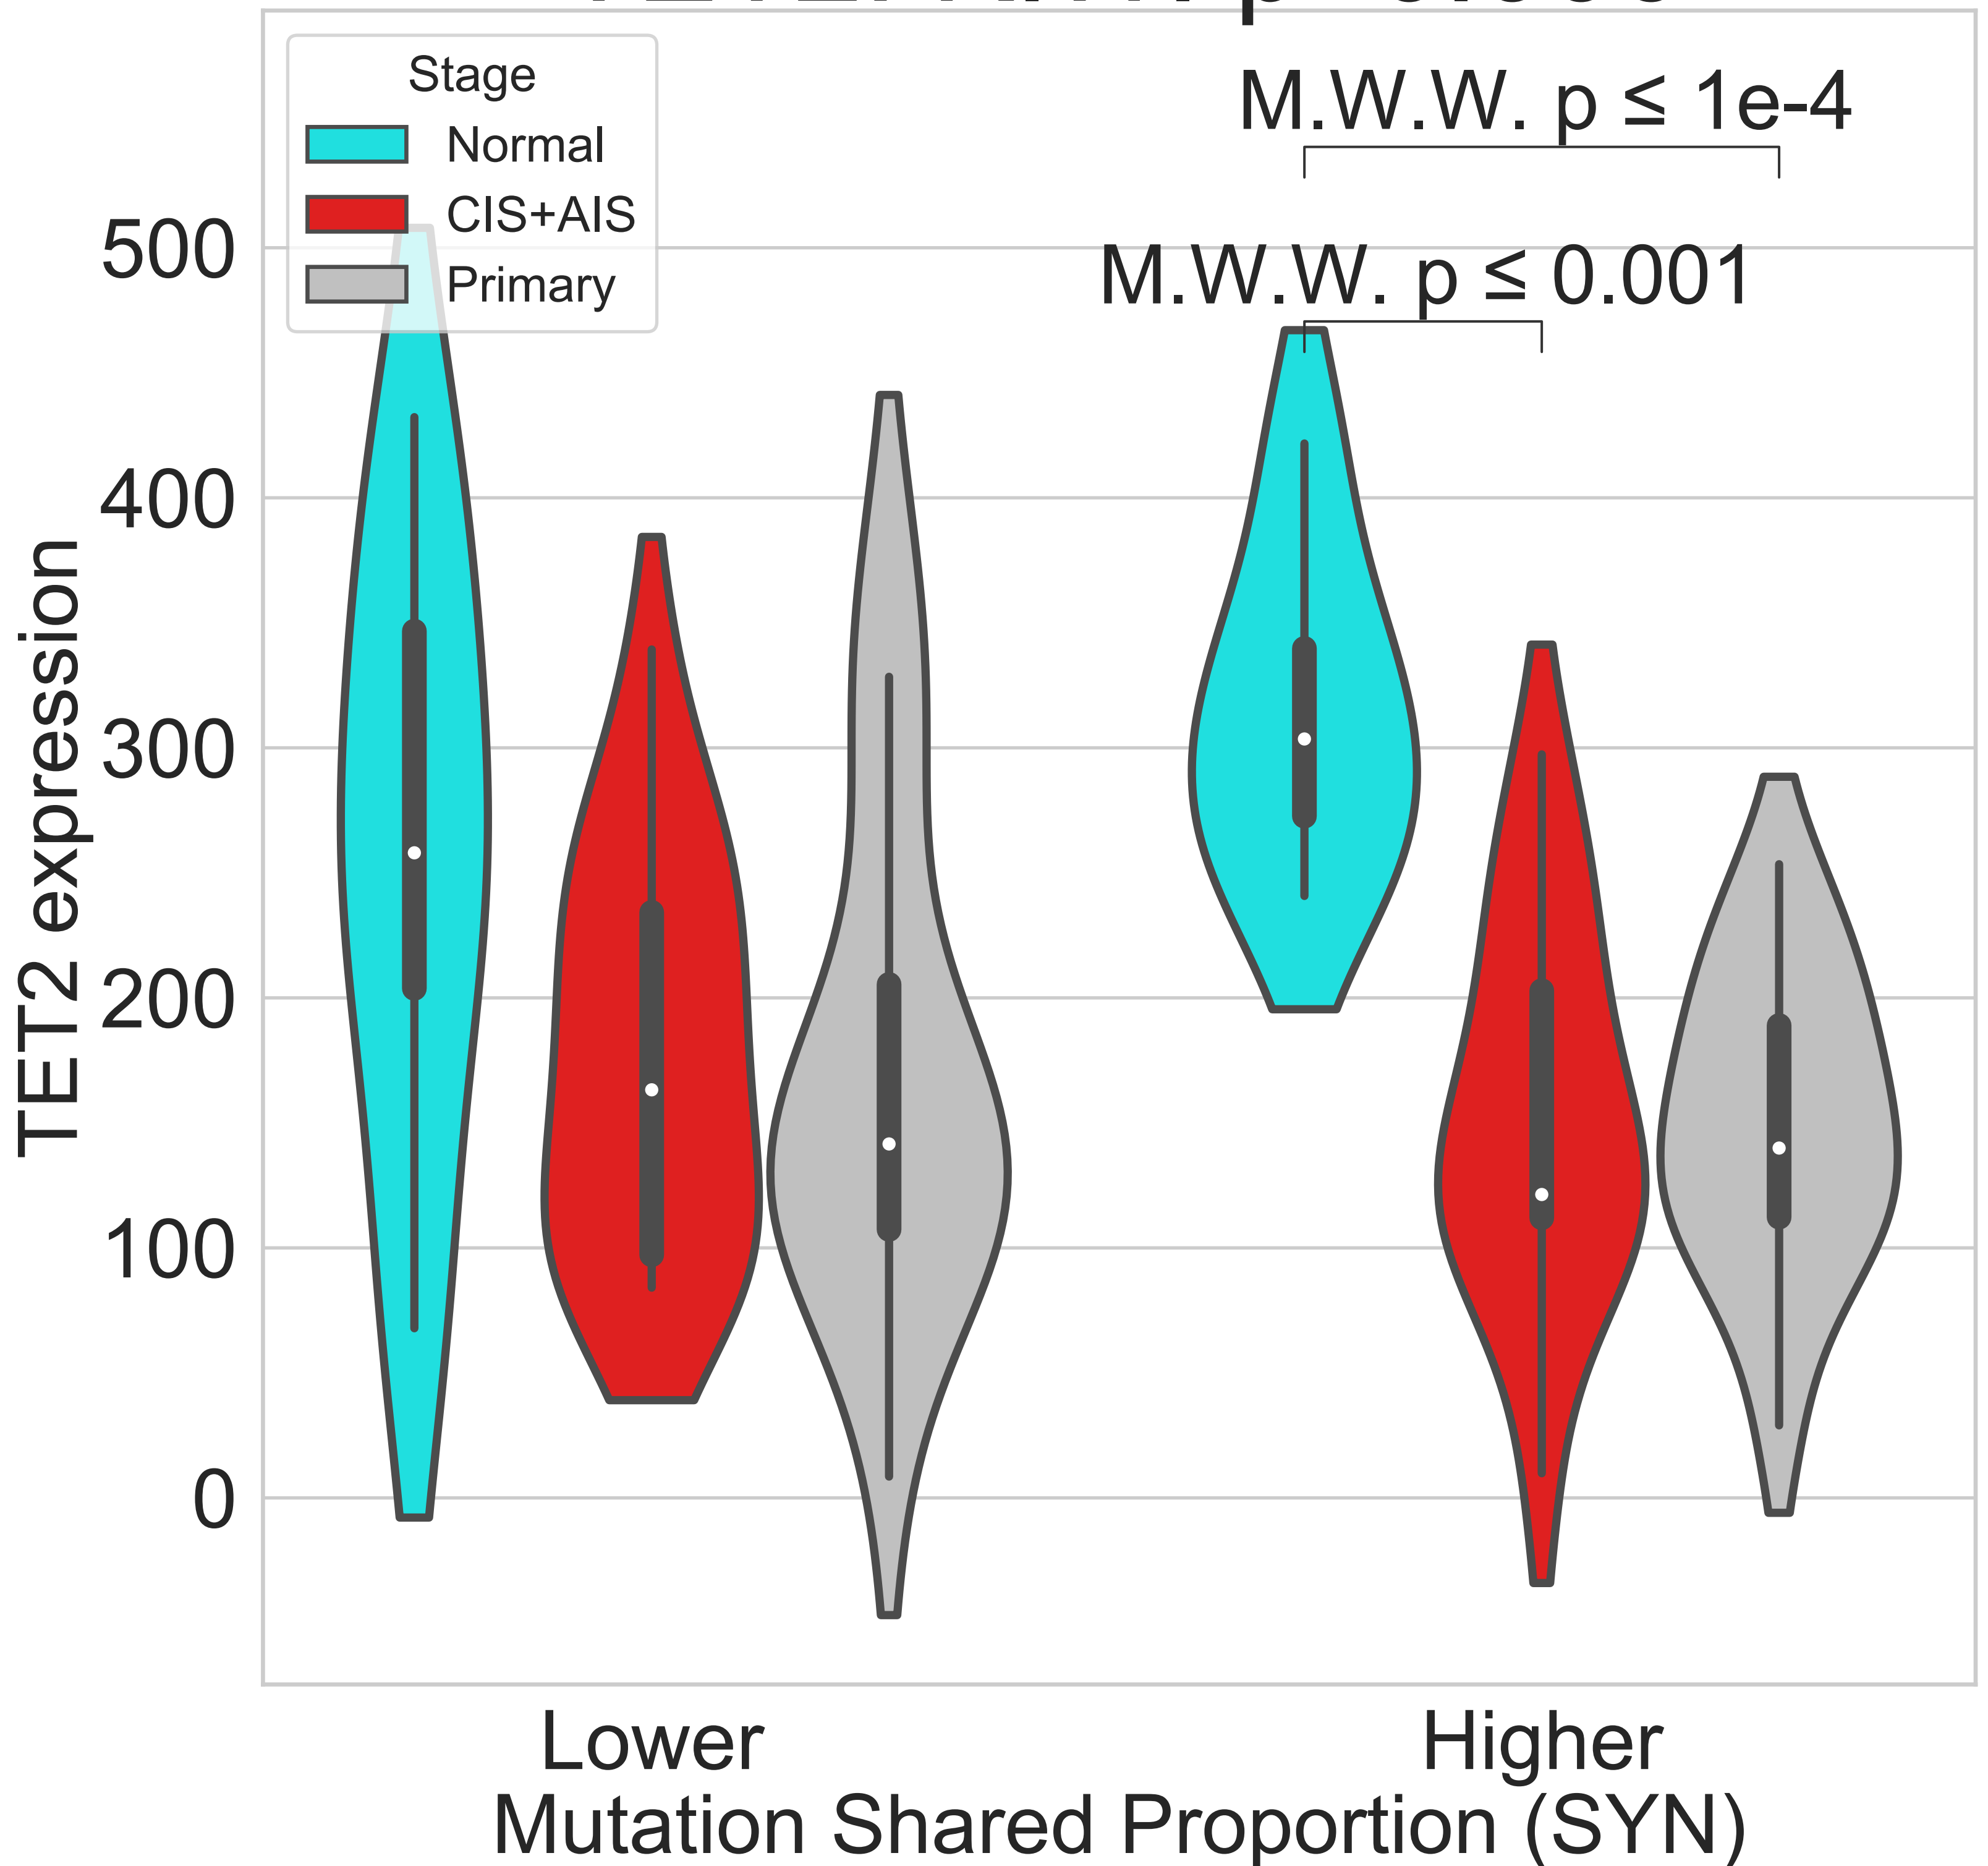 Stage
Normal
CIS+AIS
Primary
M.W.W. p ≤ 1e-4
M.W.W. p ≤ 0.001
500
400
300
200
100
0
TET2 expression
Lower
Higher
Mutation Shared Proportion (SYN)